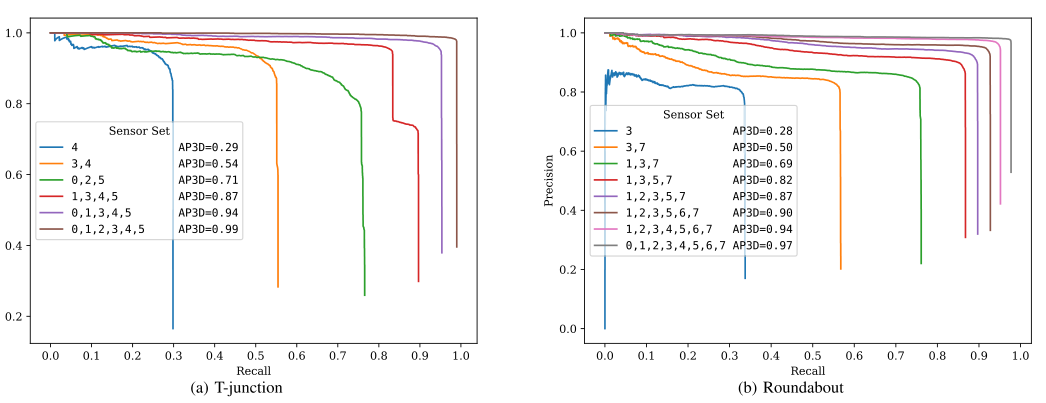 1.0
0.8
0.6
0.4
0.2
0.0 0.1 0.2 0.3 0.4 0.5 0.6 0.7 0.8 0.9 1.0
Recall
Sensor Set
4 AP3D=0.29
3,4 AP3D=0.54
0,2,5 AP3D=0.71
1,3,4,5 AP3D=0.87
0,1,3,4,5 AP3D=0.94
0,1,2,3,4,5 AP3D=0.99
(a) T-junction
Precision
1.0
0.8
0.6
0.4
0.2
0.0
0.0 0.1 0.2 0.3 0.4 0.5 0.6 0.7 0.8 0.9 1.0
Recall
Sensor Set
3 AP3D=0.28
3,7 AP3D=0.50
1,3,7 AP3D=0.69
1,3,5,7 AP3D=0.82
1,2,3,5,7 AP3D=0.87
1,2,3,5,6,7 AP3D=0.90
1,2,3,4,5,6,7 AP3D=0.94
0,1,2,3,4,5,6,7 AP3D=0.97
(b) Roundabout